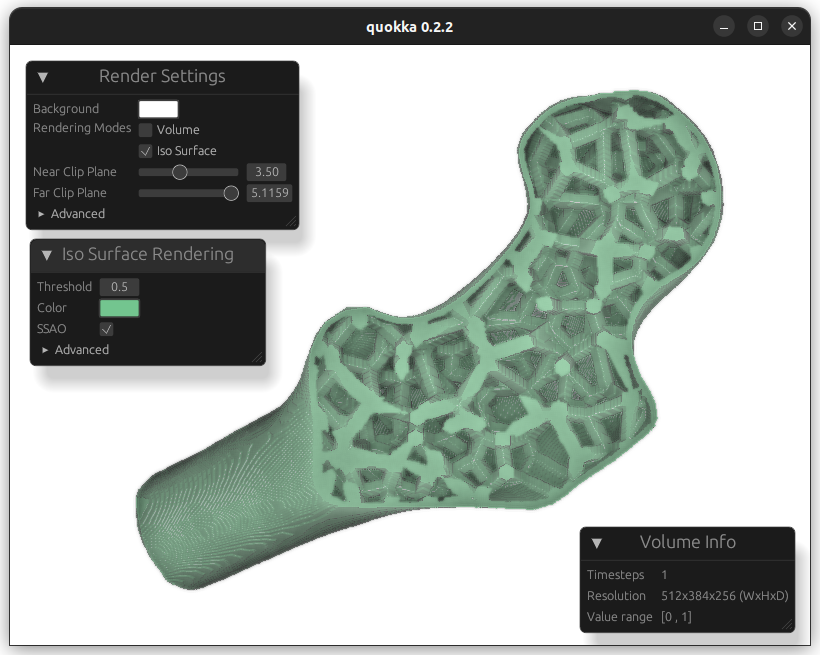 quokka 0.2.2
Render Settings
Background
Rendering Modes Volume
Iso Surface
Near Clip Plane 3.50
Far Clip Plane 5.1159
Advanced
Iso Surface Rendering
Threshold 0.5
Color
SSAO
Advanced
Volume Info
Timesteps 1
Resolution 512x384x256 (WxHxD)
Value range [0 , 1]